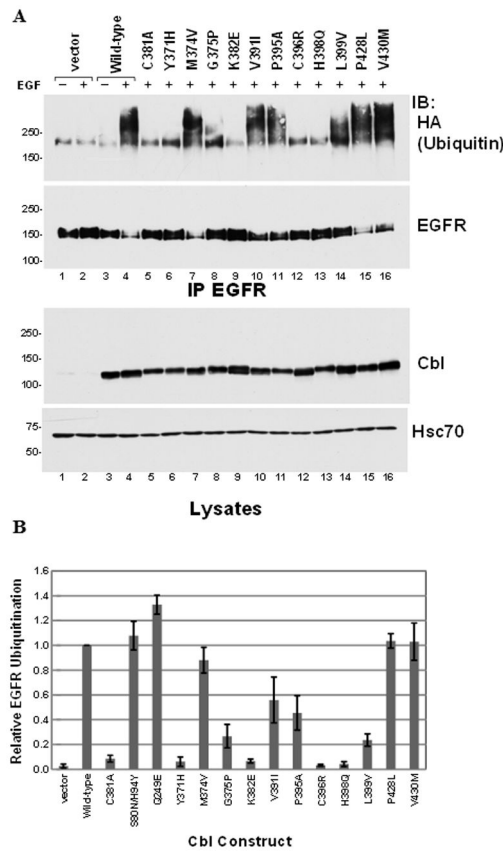 A
vector Wild-type C381A Y371H M374V G375P K382E V391I P395A C396R H398Q L399V P428L V430M
EGF − + − + + + + + + + + + + + + +
IB:
HA
(Ubiquitin)
250-
150-
EGFR
250-
150-
100-
1 2 3 4 5 6 7 8 9 10 11 12 13 14 15 16
IP EGFR
250-
150-
100-
Cbl
75-
50-
Hsc70
1 2 3 4 5 6 7 8 9 10 11 12 13 14 15 16
Lysates
B
Relative EGFR Ubiquitination
1.6
1.4
1.2
1.0
0.8
0.6
0.4
0.2
0.0
vector Wild-type C381A S80N/H94Y Q249E Y371H M374V G375P K382E V391I P395A C396R H398Q L399V P428L V430M
Cbl Construct